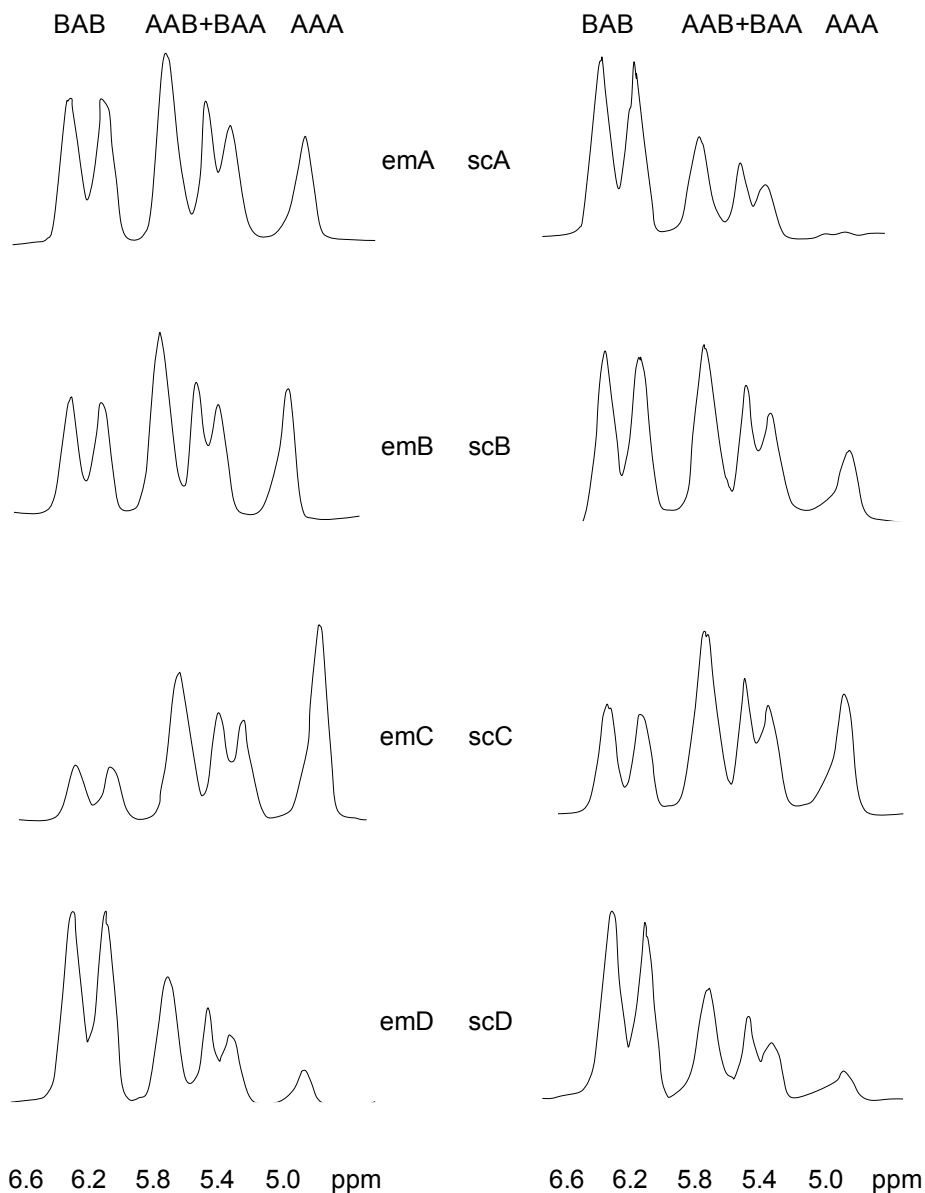 BAB AAB+BAA AAA BAB AAB+BAA AAA
emA scA
emB scB
emC scC
emD scD
6.6 6.2 5.8 5.4 5.0 ppm 6.6 6.2 5.8 5.4 5.0 ppm